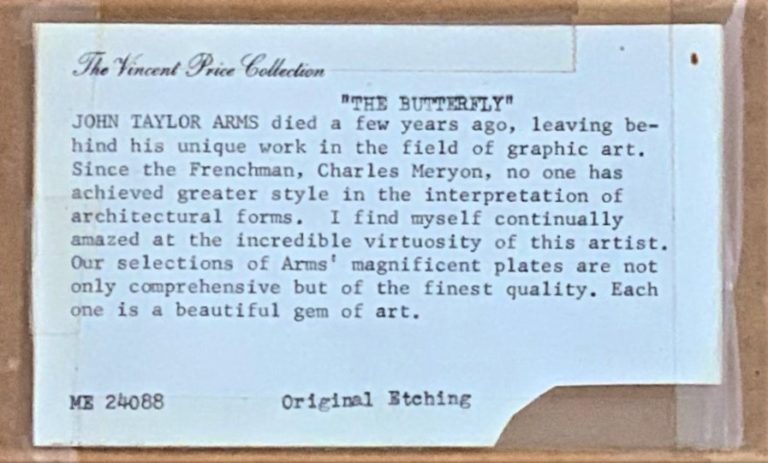 The Vincent Price Collection
"THE BUTTERFLY"
JOHN TAYLOR ARMS died a few years ago, leaving be-
hind his unique work in the field of graphic art.
Since the Frenchman, Charles Meryon, no one has
achieved greater style in the interpretation of
architectural forms. I find myself continually
amazed at the incredible virtuosity of this artist.
Our selections of Arms' magnificent plates are not
only comprehensive but of the finest quality. Each
one is a beautiful gem of art.
ME 24088 Original Etching